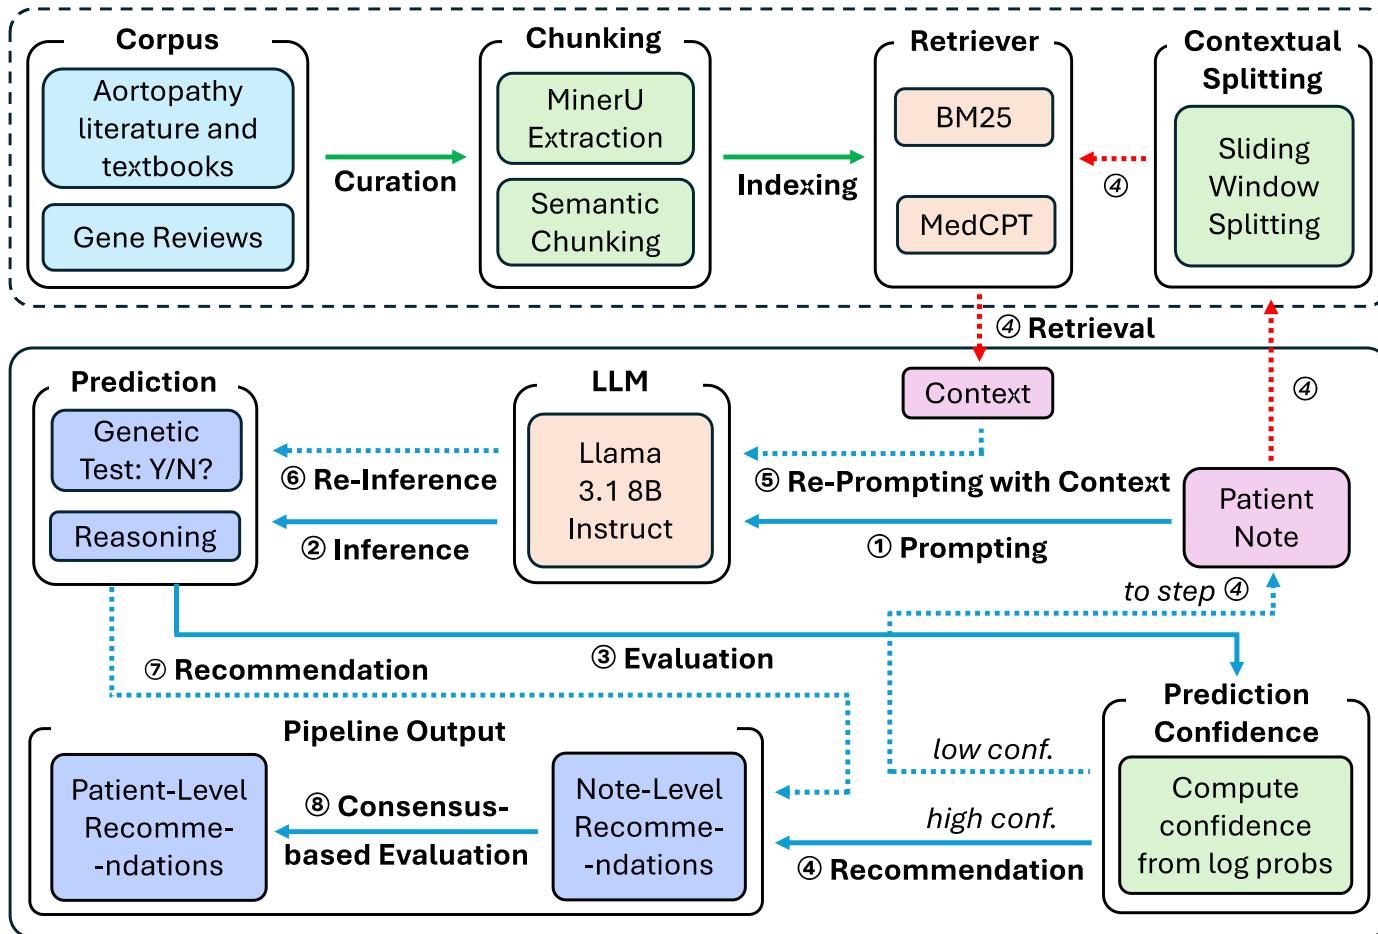 Corpus
Aortopathy
literature and
textbooks
Gene Reviews
Curation
Chunking
MinerU
Extraction
Semantic
Chunking
Indexing
Retriever
BM25
MedCPT
④
Contextual
Splitting
Sliding
Window
Splitting
④ Retrieval
④
Context
Prediction
Genetic
Test: Y/N?
Reasoning
⑥ Re-Inference
② Inference
LLM
Llama
3.1 8B
Instruct
⑤ Re-Prompting with Context
① Prompting
Patient
Note
to step ④
⑦ Recommendation
③ Evaluation
Prediction
Confidence
Compute
confidence
from log probs
low conf.
high conf.
④ Recommendation
Pipeline Output
Patient-Level
Recomme-
-ndations
⑧ Consensus-
based Evaluation
Note-Level
Recomme-
-ndations